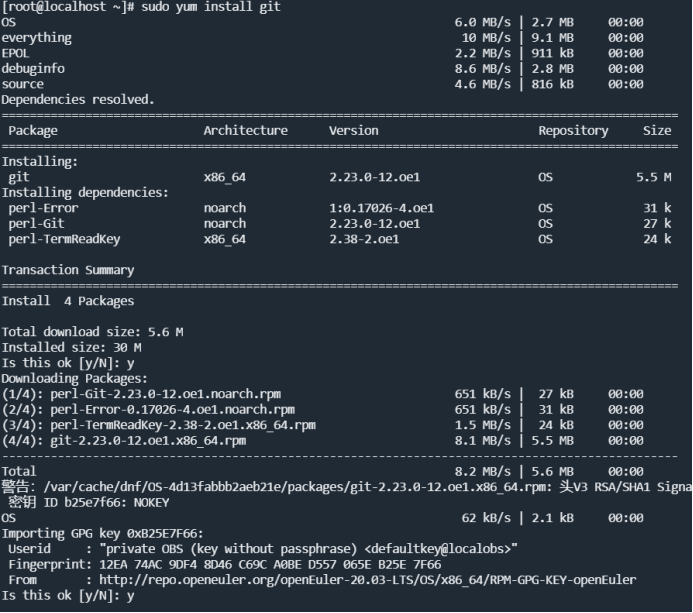 [root@localhost ~]# sudo yum install git
OS 6.0 MB/s | 2.7 MB 00:00
everything 10 MB/s | 9.1 MB 00:00
EPOL 2.2 MB/s | 911 kB 00:00
debuginfo 8.6 MB/s | 2.8 MB 00:00
source 4.6 MB/s | 816 kB 00:00
Dependencies resolved.
================================================================================
Package Architecture Version Repository Size
================================================================================
Installing:
git x86_64 2.23.0-12.oe1 OS 5.5 M
Installing dependencies:
perl-Error noarch 1:0.17026-4.oe1 OS 31 k
perl-Git noarch 2.23.0-12.oe1 OS 27 k
perl-TermReadKey x86_64 2.38-2.oe1 OS 24 k
Transaction Summary
================================================================================
Install 4 Packages
Total download size: 5.6 M
Installed size: 30 M
Is this ok [y/N]: y
Downloading Packages:
(1/4): perl-Git-2.23.0-12.oe1.noarch.rpm 651 kB/s | 27 kB 00:00
(2/4): perl-Error-0.17026-4.oe1.noarch.rpm 651 kB/s | 31 kB 00:00
(3/4): perl-TermReadKey-2.38-2.oe1.x86_64.rpm 1.5 MB/s | 24 kB 00:00
(4/4): git-2.23.0-12.oe1.x86_64.rpm 8.1 MB/s | 5.5 MB 00:00
--------------------------------------------------------------------------------
Total 8.2 MB/s | 5.6 MB 00:00
警告：/var/cache/dnf/OS-4d13fabbb2aeb21e/packages/git-2.23.0-12.oe1.x86_64.rpm: 头V3 RSA/SHA1 Signa
密钥 ID b25e7f66: NOKEY
OS 62 kB/s | 2.1 kB 00:00
Importing GPG key 0xB25E7F66:
Userid : "private OBS (key without passphrase) <defaultkey@localobs>"
Fingerprint: 12EA 74AC 9DF4 8D46 C69C A0BE D557 065E B25E 7F66
From : http://repo.openeuler.org/openEuler-20.03-LTS/OS/x86_64/RPM-GPG-KEY-openEuler
Is this ok [y/N]: y